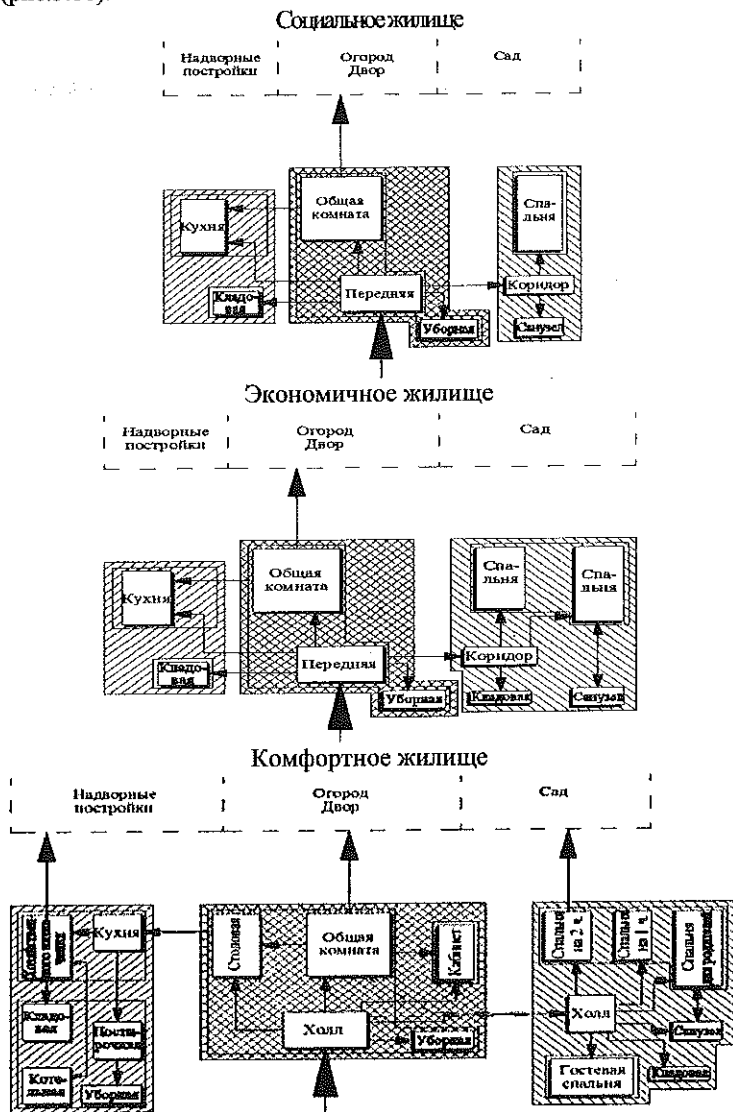 Социальное жилище
Надворные
постройки
Огород
Двор
Сад
Общая
комната
Спа-
льня
Кухня
Передняя
Коридор
Кладо-
вая
Уборная
Санузел
Экономичное жилище
Надворные
постройки
Огород
Двор
Сад
Общая
комната
Спа-
льня
Спа-
льня
Кухня
Передняя
Коридор
Кладо-
вая
Уборная
Кладовая
Санузел
Комфортное жилище
Надворные
постройки
Огород
Двор
Сад
Кухня
Столовая
Общая
комната
Кабинет
Спальня
на 2 ч.
Спальня
на 1 ч.
Спальня
родителей
Кладо-
вая
Пости-
рочная
Холл
Холл
Уборная
Санузел
Коте-
льная
Уборная
Гостевая
спальня
Кладовая